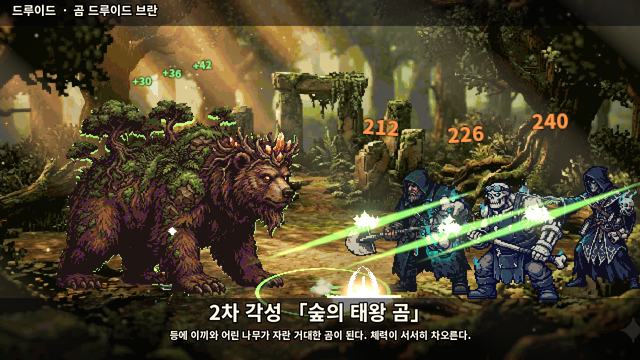 드루이드 · 곰 드루이드 브란
+30 +36 +42
212 226 240
2차 각성 「숲의 태왕 곰」
등에 이끼와 어린 나무가 자란 거대한 곰이 된다. 체력이 서서히 차오른다.